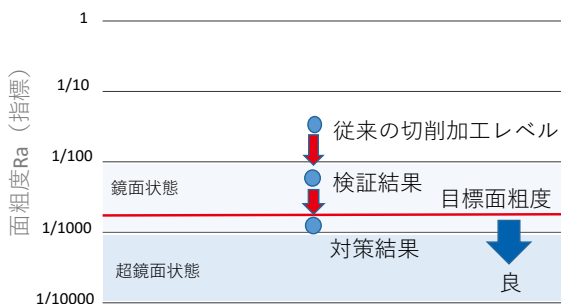 面粗度Ra（指標）
1
1/10
従来の切削加工レベル
1/100
鏡面状態
検証結果
目標面粗度
1/1000
対策結果
超鏡面状態
良
1/10000